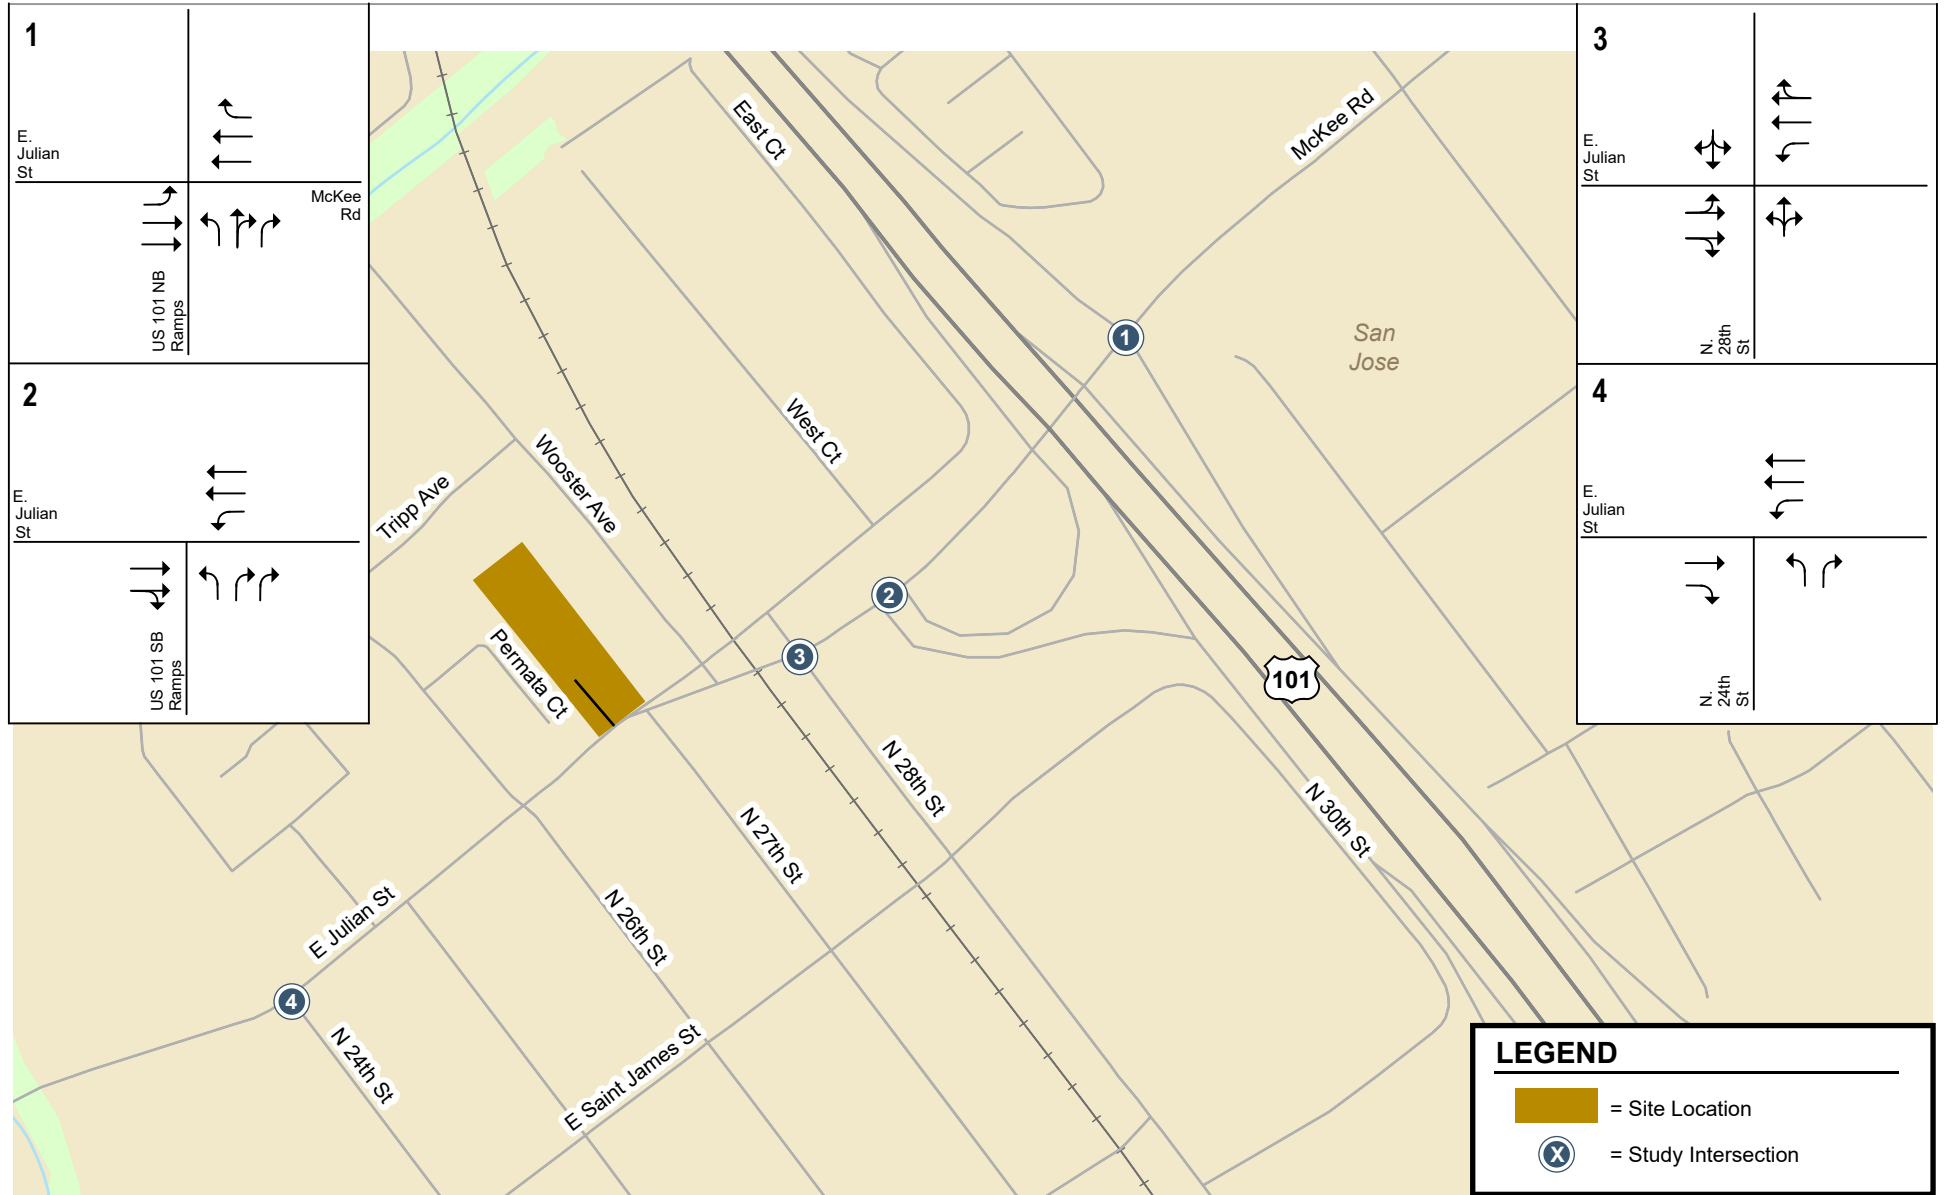 1
E.
Julian
St
McKee
Rd
US 101 NB
Ramps
2
E.
Julian
St
US 101 SB
Ramps
3
E.
Julian
St
N.
28th
St
4
E.
Julian
St
N.
24th
St
East Ct
McKee Rd
1
San
Jose
West Ct
Wooster Ave
Tripp Ave
2
3
Permata Ct
101
N 28th St
N 30th St
N 27th St
E Julian St
N 26th St
4
N 24th St
E Saint James St
LEGEND
= Site Location
X
= Study Intersection